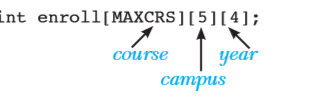 int enroll[MAXCRS][5][4];
course
year
campus